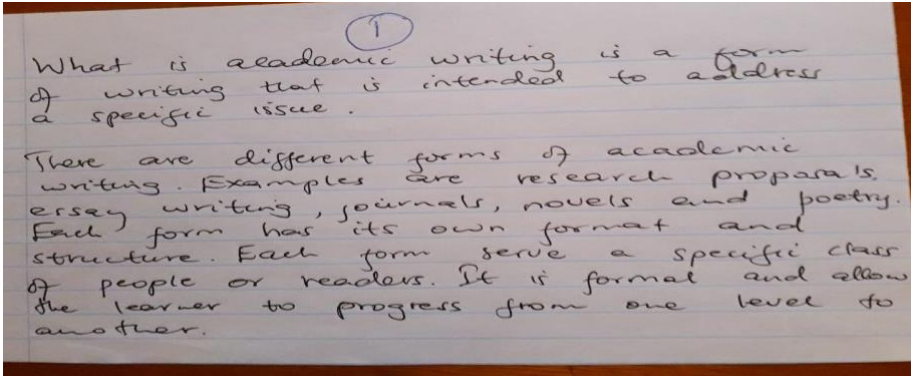 1
What is academic writing is a form
of writing that is intended to address
a specific issue.
There are different forms of academic
writing. Examples are research proposals,
essay writing, journals, novels and poetry.
Each form has its own format and
structure. Each form serve a specific class
of people or readers. It is formal and allow
the learner to progress from one level to
another.